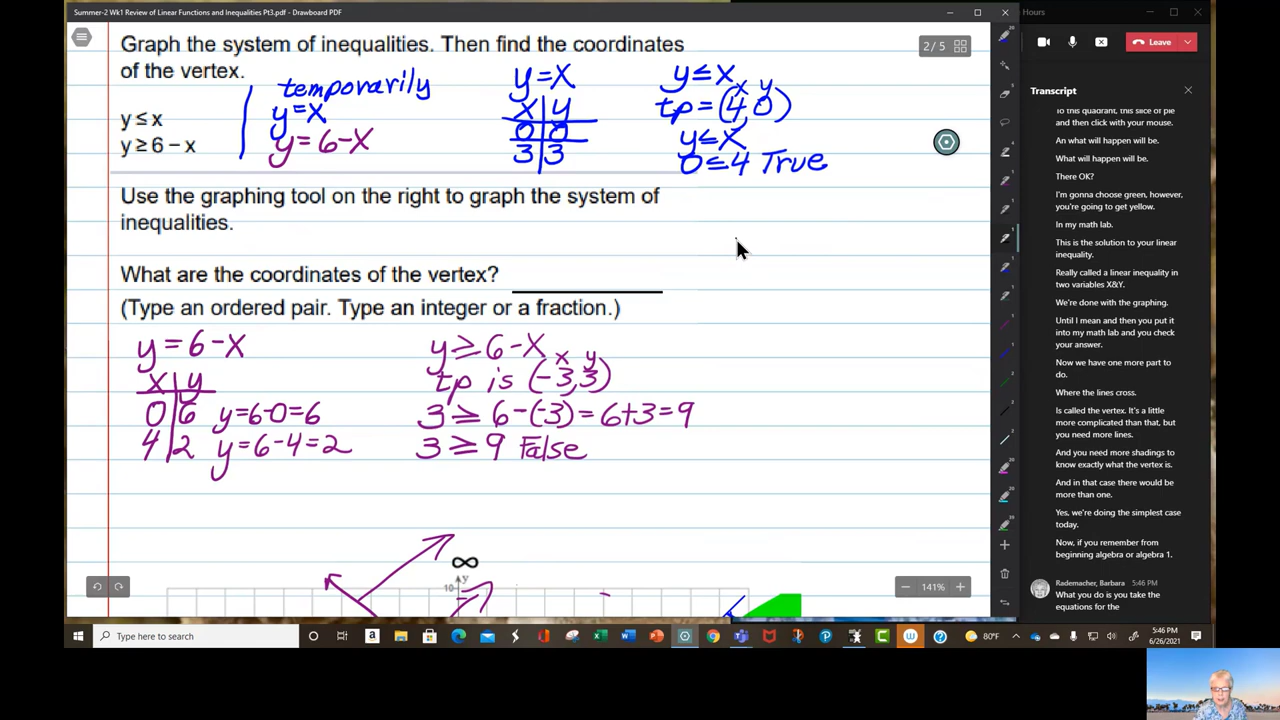 Summer-2 Wk1 Review of Linear Functions and Inequalities Pt3.pdf - Drawboard PDF
Hours
Graph the system of inequalities. Then find the coordinates
of the vertex.
y ≤ x
y ≥ 6 − x
temporarily
y=x
y=6-x
y=x
x y
0 0
3 3
y≤x
x y
tp=(4,0)
y≤x
0≤4 True
2/5
Leave
Use the graphing tool on the right to graph the system of
inequalities.
What are the coordinates of the vertex?
(Type an ordered pair. Type an integer or a fraction.)
y=6-x
x y
0 6 y=6-0=6
4 2 y=6-4=2
y≥6-x
x y
tp is (-3,3)
3≥6-(-3)=6+3=9
3≥9 False
∞
10 y
141%
Transcript
To this quadrant, this slice of pie
and then click with your mouse.
An what will happen will be.
What will happen will be.
There OK?
I'm gonna choose green, however,
you're going to get yellow.
In my math lab.
This is the solution to your linear
inequality.
Really called a linear inequality in
two variables X&Y.
We're done with the graphing.
Until I mean and then you put it
into my math lab and you check
your answer.
Now we have one more part to
do.
Where the lines cross.
Is called the vertex. It's a little
more complicated than that, but
you need more lines.
And you need more shadings to
know exactly what the vertex is.
And in that case there would be
more than one.
Yes, we're doing the simplest case
today.
Now, if you remember from
beginning algebra or algebra 1.
Rademacher, Barbara 5:46 PM
What you do is you take the
equations for the
Type here to search
80°F
5:46 PM
6/26/2021